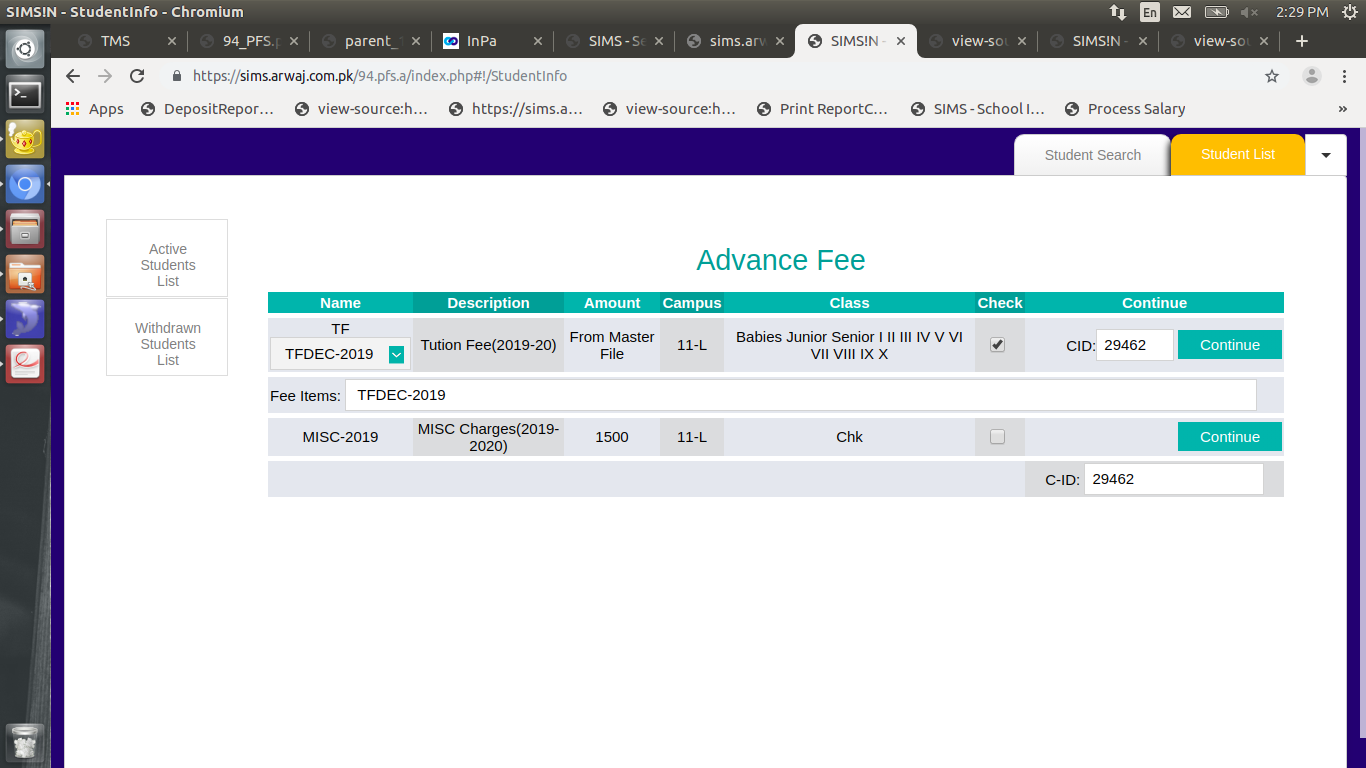 SIMS!N - StudentInfo - Chromium
En
2:29 PM
TMS
94_PFS.p
parent_
InPa
SIMS - Se
sims.arw
SIMS!N -
view-sou
SIMS!N -
view-sou
https://sims.arwaj.com.pk/94.pfs.a/index.php#!/StudentInfo
Apps
DepositRepor...
view-source:h...
https://sims.a...
view-source:h...
Print ReportC...
SIMS - School I...
Process Salary
»
Student Search
Student List
Active
Students
List
Withdrawn
Students
List
Advance Fee
Name Description Amount Campus Class Check Continue
TF
TFDEC-2019
Tution Fee(2019-20)
From Master
File
11-L
Babies Junior Senior I II III IV V VI
VII VIII IX X
CID: 29462
Continue
Fee Items: TFDEC-2019
MISC-2019
MISC Charges(2019-
2020)
1500
11-L
Chk
Continue
C-ID: 29462